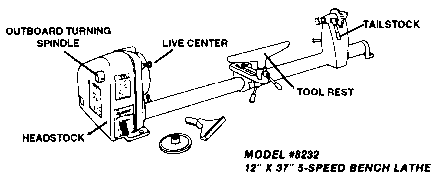 OUTBOARD TURNING
SPINDLE
LIVE CENTER
TAILSTOCK
TOOL REST
HEADSTOCK
MODEL #8232
12" X 37" 5-SPEED BENCH LATHE